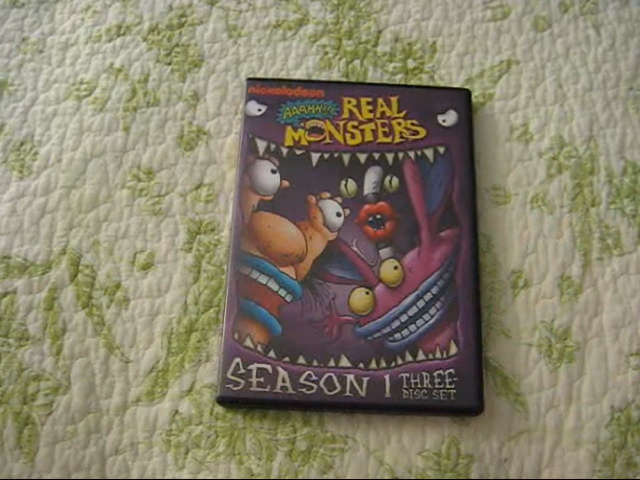 nickelodeon
AAAHH!!! REAL
MONSTERS
SEASON 1 THREE-
DISC SET